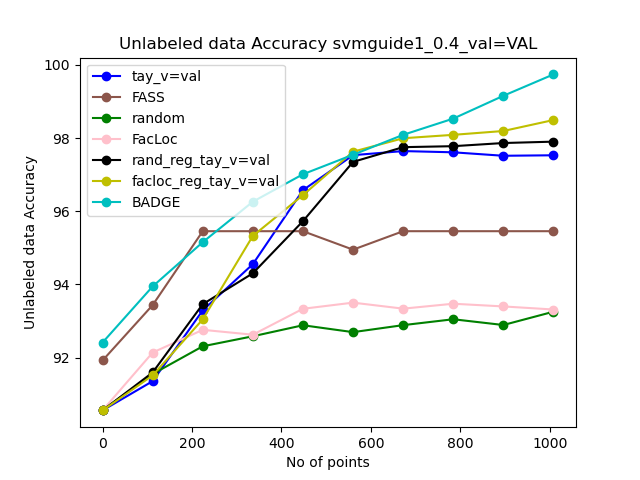 Unlabeled data Accuracy svmguide1_0.4_val=VAL
100
98
96
94
92
Unlabeled data Accuracy
tay_v=val
FASS
random
FacLoc
rand_reg_tay_v=val
facloc_reg_tay_v=val
BADGE
0 200 400 600 800 1000
No of points